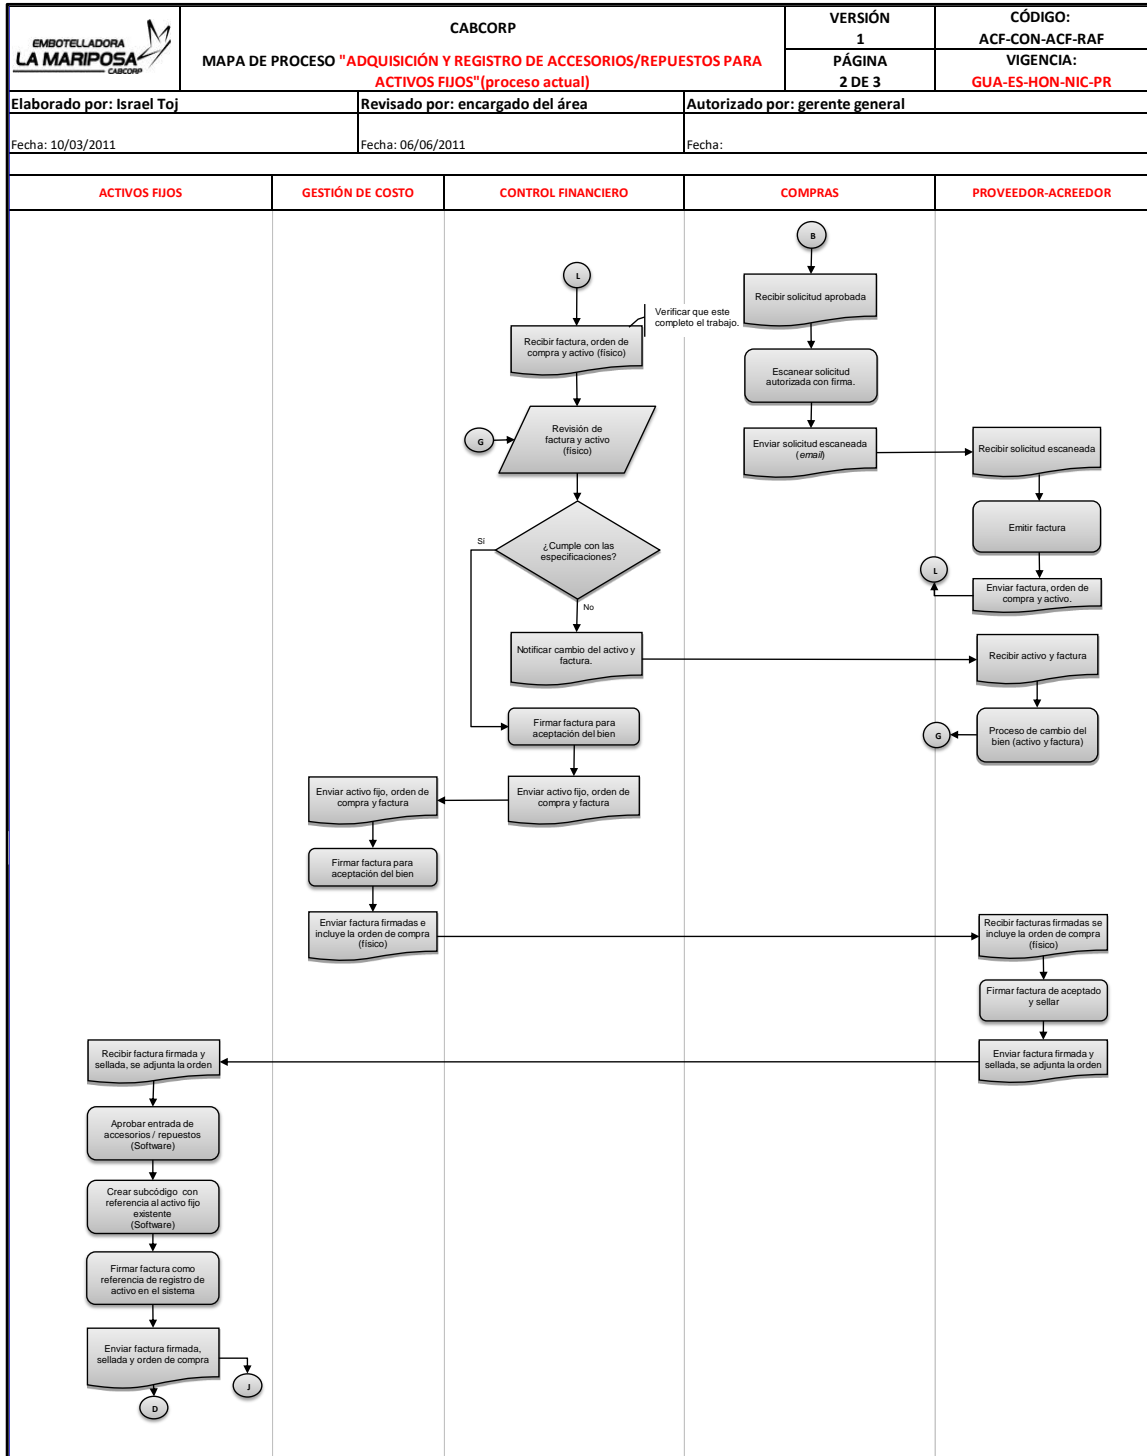 EMBOTELLADORA
LA MARIPOSA
CABCORP
CABCORP
MAPA DE PROCESO "ADQUISICIÓN Y REGISTRO DE ACCESORIOS/REPUESTOS PARA
ACTIVOS FIJOS"(proceso actual)
VERSIÓN
1
CÓDIGO:
ACF-CON-ACF-RAF
PÁGINA
2 DE 3
VIGENCIA:
GUA-ES-HON-NIC-PR
Elaborado por: Israel Toj
Revisado por: encargado del área
Autorizado por: gerente general
Fecha: 10/03/2011
Fecha: 06/06/2011
Fecha:
ACTIVOS FIJOS
GESTIÓN DE COSTO
CONTROL FINANCIERO
COMPRAS
PROVEEDOR-ACREEDOR
B
L
Recibir solicitud aprobada
Verificar que este
completo el trabajo.
Recibir factura, orden de
compra y activo (físico)
Escanear solicitud
autorizada con firma.
Revisión de
factura y activo
(físico)
G
Enviar solicitud escaneada
(email)
Recibir solicitud escaneada
Emitir factura
Sí
¿Cumple con las
especificaciones?
No
L
Enviar factura, orden de
compra y activo.
Notificar cambio del activo y
factura.
Recibir activo y factura
Firmar factura para
aceptación del bien
G
Proceso de cambio del
bien (activo y factura)
Enviar activo fijo, orden de
compra y factura
Enviar activo fijo, orden de
compra y factura
Firmar factura para
aceptación del bien
Enviar factura firmadas e
incluye la orden de compra
(físico)
Recibir facturas firmadas se
incluye la orden de compra
(físico)
Firmar factura de aceptado
y sellar
Recibir factura firmada y
sellada, se adjunta la orden
Enviar factura firmada y
sellada, se adjunta la orden
Aprobar entrada de
accesorios / repuestos
(Software)
Crear subcódigo con
referencia al activo fijo
existente
(Software)
Firmar factura como
referencia de registro de
activo en el sistema
Enviar factura firmada,
sellada y orden de compra
J
D